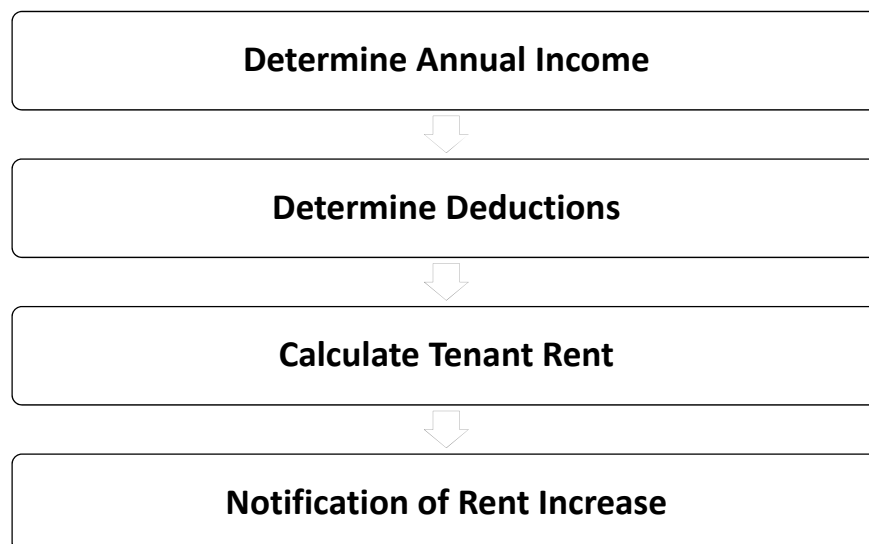 Determine Annual Income
Determine Deductions
Calculate Tenant Rent
Notification of Rent Increase